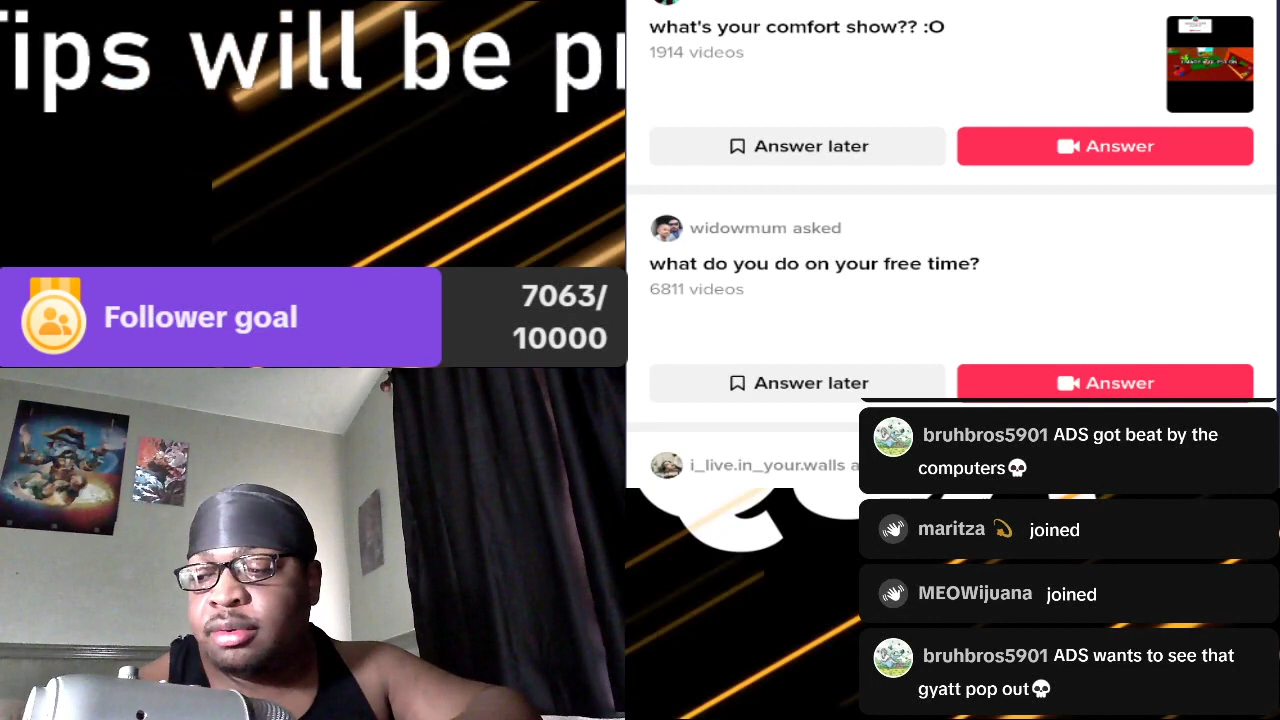 ips will be p
what's your comfort show?? :O
1914 videos
Answer later
Answer
widowmum asked
what do you do on your free time?
6811 videos
Answer later
Answer
i_live.in_your.walls a
Follower goal
7063/
10000
bruhbros5901 ADS got beat by the
computers💀
maritza 💫 joined
MEOWijuana joined
bruhbros5901 ADS wants to see that
gyatt pop out💀